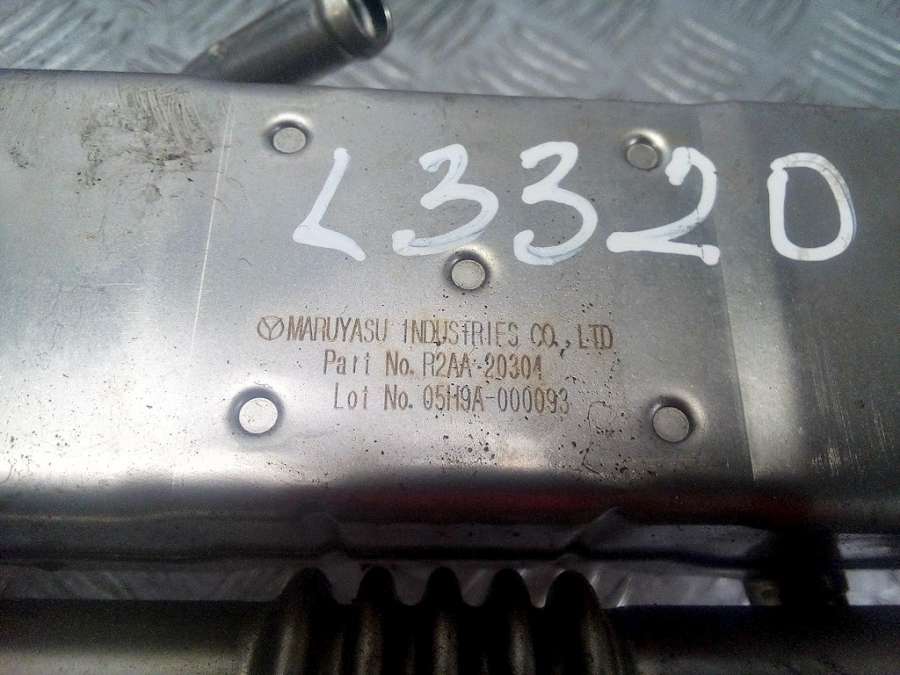 L3320
MARUYASU INDUSTRIES CO., LTD
Part No. R2AA-20304
Lot No. 05H9A-000093